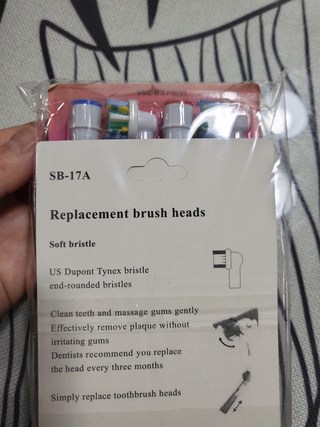 SB-17A
Replacement brush heads
Soft bristle
US Dupont Tynex bristle
end-rounded bristles
Clean teeth and massage gums gently
Effectively remove plaque without
irritating gums
Dentists recommend you replace
the head every three months
Simply replace toothbrush heads